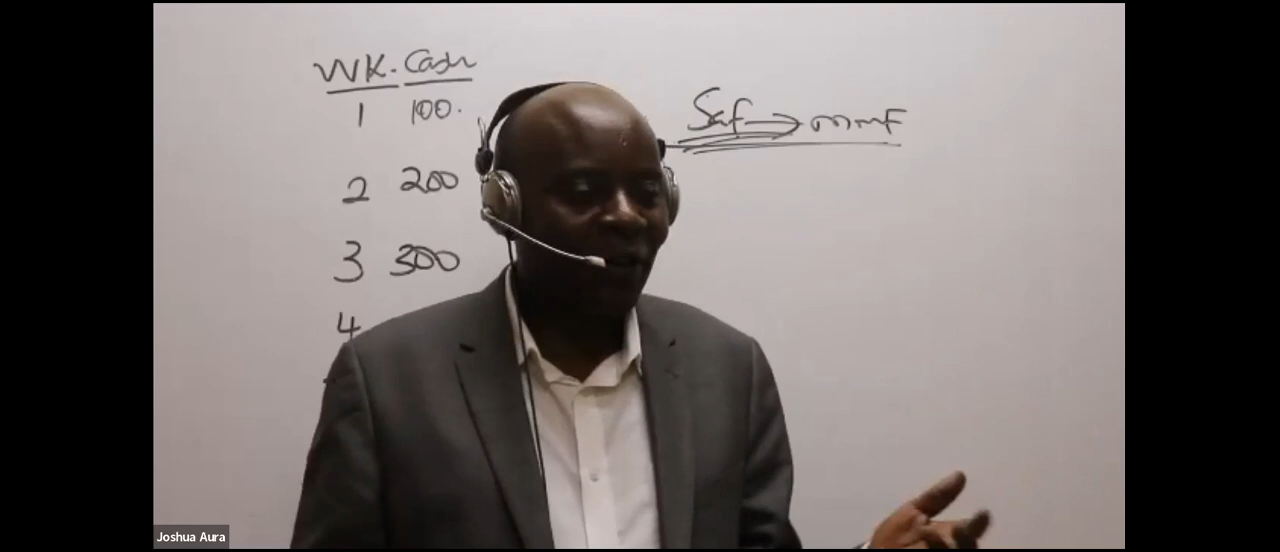 WK. Cash
1 100.
2 200
3 300
4
Saf → mmF
Joshua Aura